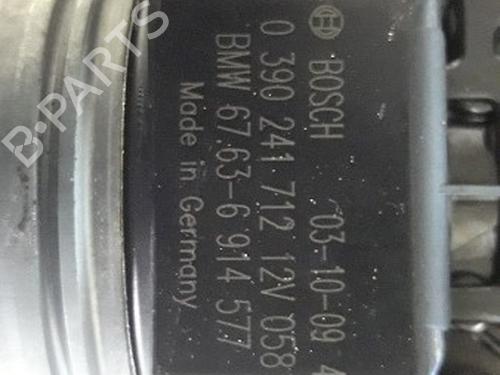 BOSCH 03-10-09 4
0 390 241 712 12V 058
BMW 67.63-6 914 577
Made in Germany
B-PARTS